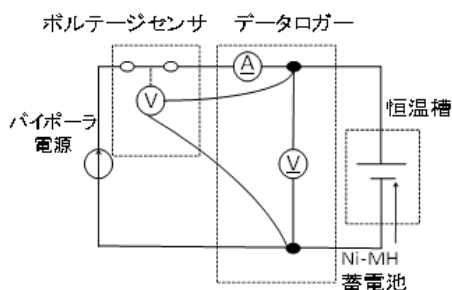 ボルテージセンサ
データロガー
A
V
バイポーラ
電源
V
恒温槽
Ni-MH
蓄電池